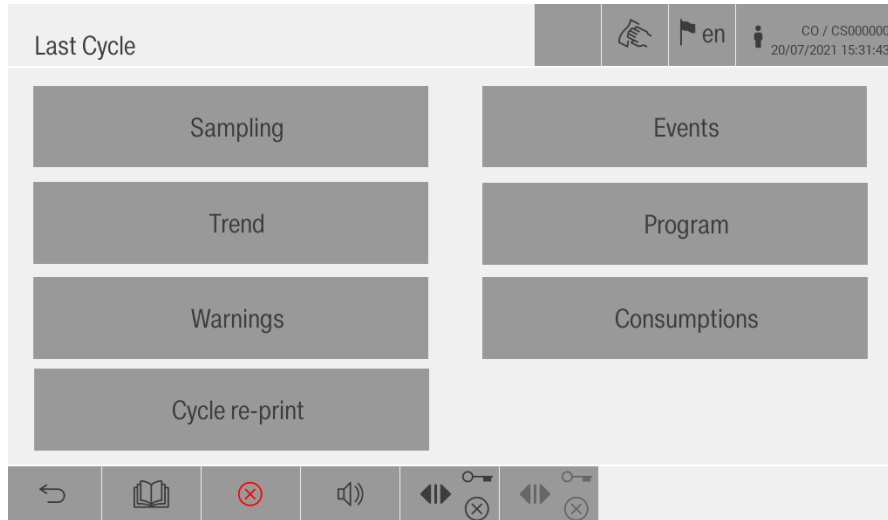 Last Cycle
en
CO / CS000000
20/07/2021 15:31:43
Sampling
Events
Trend
Program
Warnings
Consumptions
Cycle re-print